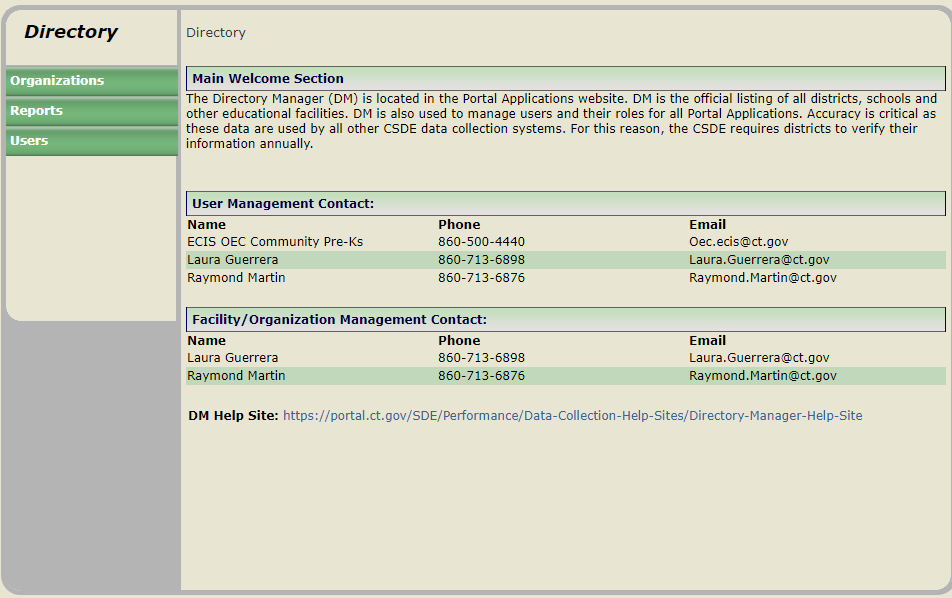 Directory
Directory
Organizations
Reports
Users
Main Welcome Section
The Directory Manager (DM) is located in the Portal Applications website. DM is the official listing of all districts, schools and
other educational facilities. DM is also used to manage users and their roles for all Portal Applications. Accuracy is critical as
these data are used by all other CSDE data collection systems. For this reason, the CSDE requires districts to verify their
information annually.
User Management Contact:
Name Phone Email
ECIS OEC Community Pre-Ks 860-500-4440 Oec.ecis@ct.gov
Laura Guerrera 860-713-6898 Laura.Guerrera@ct.gov
Raymond Martin 860-713-6876 Raymond.Martin@ct.gov
Facility/Organization Management Contact:
Name Phone Email
Laura Guerrera 860-713-6898 Laura.Guerrera@ct.gov
Raymond Martin 860-713-6876 Raymond.Martin@ct.gov
DM Help Site: https://portal.ct.gov/SDE/Performance/Data-Collection-Help-Sites/Directory-Manager-Help-Site